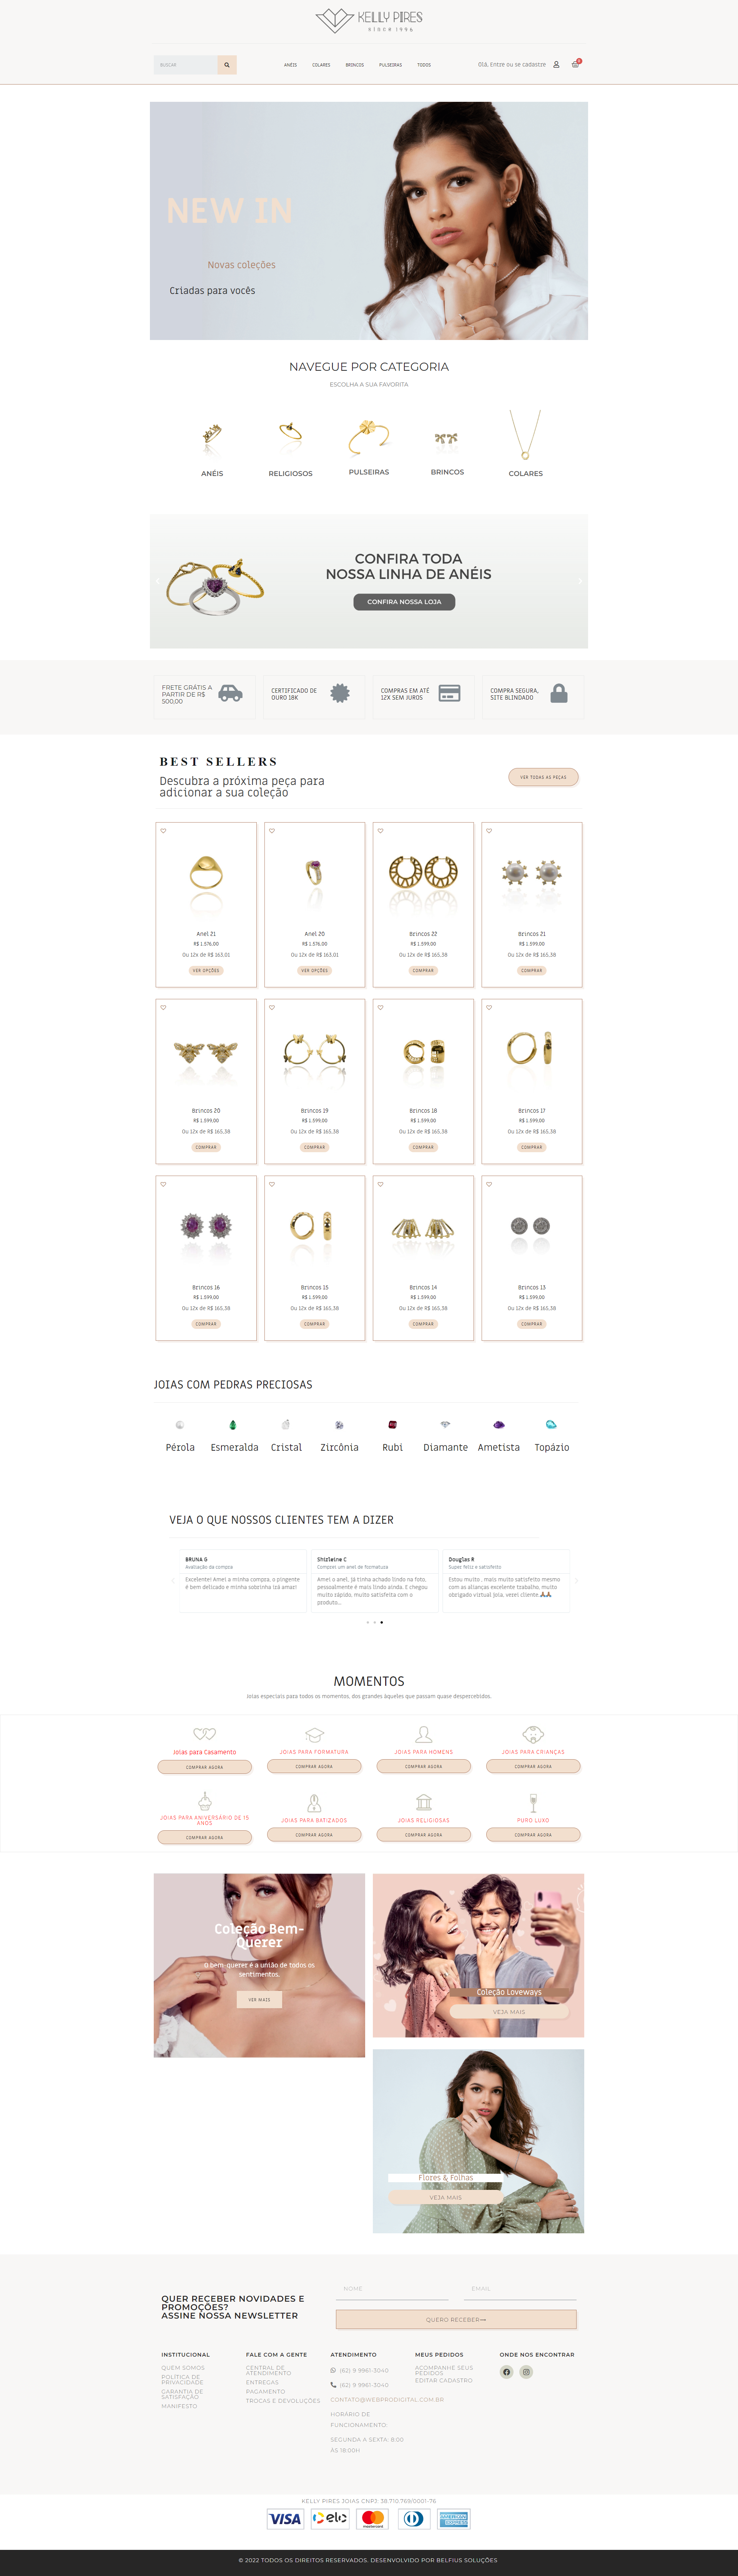 KELLY PIRES
since 1996
BUSCAR
ANÉIS COLARES BRINCOS PULSEIRAS TODOS
Olá, Entre ou se cadastre
NEW IN
Novas coleções
Criadas para vocês
NAVEGUE POR CATEGORIA
ESCOLHA A SUA FAVORITA
ANÉIS RELIGIOSOS PULSEIRAS BRINCOS COLARES
CONFIRA TODA
NOSSA LINHA DE ANÉIS
CONFIRA NOSSA LOJA
FRETE GRÁTIS A
PARTIR DE R$
500,00
CERTIFICADO DE
OURO 18K
COMPRAS EM ATÉ
12X SEM JUROS
COMPRA SEGURA,
SITE BLINDADO
BEST SELLERS
Descubra a próxima peça para
adicionar a sua coleção
VER TODAS AS PEÇAS
Anel 21 Anel 20 Brincos 22 Brincos 21
R$ 1.576,00 R$ 1.576,00 R$ 1.599,00 R$ 1.599,00
Ou 12x de R$ 163,01 Ou 12x de R$ 163,01 Ou 12x de R$ 165,38 Ou 12x de R$ 165,38
VER OPÇÕES VER OPÇÕES COMPRAR COMPRAR
Brincos 20 Brincos 19 Brincos 18 Brincos 17
R$ 1.599,00 R$ 1.599,00 R$ 1.599,00 R$ 1.599,00
Ou 12x de R$ 165,38 Ou 12x de R$ 165,38 Ou 12x de R$ 165,38 Ou 12x de R$ 165,38
COMPRAR COMPRAR COMPRAR COMPRAR
Brincos 16 Brincos 15 Brincos 14 Brincos 13
R$ 1.599,00 R$ 1.599,00 R$ 1.599,00 R$ 1.599,00
Ou 12x de R$ 165,38 Ou 12x de R$ 165,38 Ou 12x de R$ 165,38 Ou 12x de R$ 165,38
COMPRAR COMPRAR COMPRAR COMPRAR
JOIAS COM PEDRAS PRECIOSAS
Pérola Esmeralda Cristal Zircônia Rubi Diamante Ametista Topázio
VEJA O QUE NOSSOS CLIENTES TEM A DIZER
BRUNA G
Avaliação da compra
Excelente! Amei a minha compra, o pingente
é bem delicado e minha sobrinha irá amar!
Shizleine C
Comprei um anel de formatura
Amei o anel, já tinha achado lindo na foto,
pessoalmente é mais lindo ainda. E chegou
muito rápido, muito satisfeita com o
produto...
Douglas R
Super feliz e satisfeito
Estou muito , mais muito satisfeito mesmo
com as alianças excelente trabalho, muito
obrigado virtual joia, vetei cliente.🙏🙏
MOMENTOS
Joias especiais para todos os momentos, dos grandes àqueles que passam quase despercebidos.
Joias para Casamento JOIAS PARA FORMATURA JOIAS PARA HOMENS JOIAS PARA CRIANÇAS
COMPRAR AGORA COMPRAR AGORA COMPRAR AGORA COMPRAR AGORA
JOIAS PARA ANIVERSÁRIO DE 15
ANOS
JOIAS PARA BATIZADOS JOIAS RELIGIOSAS PURO LUXO
COMPRAR AGORA COMPRAR AGORA COMPRAR AGORA COMPRAR AGORA
Coleção Bem-
Querer
O bem-querer é a união de todos os
sentimentos.
VER MAIS
Coleção Loveways
VEJA MAIS
Flores & Folhas
VEJA MAIS
QUER RECEBER NOVIDADES E
PROMOÇÕES?
ASSINE NOSSA NEWSLETTER
NOME EMAIL
QUERO RECEBER⟶
INSTITUCIONAL
QUEM SOMOS
POLÍTICA DE
PRIVACIDADE
GARANTIA DE
SATISFAÇÃO
MANIFESTO
FALE COM A GENTE
CENTRAL DE
ATENDIMENTO
ENTREGAS
PAGAMENTO
TROCAS E DEVOLUÇÕES
ATENDIMENTO
(62) 9 9961-3040
(62) 9 9961-3040
CONTATO@WEBPRODIGITAL.COM.BR
HORÁRIO DE
FUNCIONAMENTO
SEGUNDA A SEXTA: 8:00
AS 18:00H
MEUS PEDIDOS
ACOMPANHE SEUS
PEDIDOS
EDITAR CADASTRO
ONDE NOS ENCONTRAR
KELLY PIRES JOIAS CNPJ: 38.710.769/0001-76
VISA elo mastercard Diners AMERICAN EXPRESS
© 2022 TODOS OS DIREITOS RESERVADOS. DESENVOLVIDO POR BELFIUS SOLUÇÕES